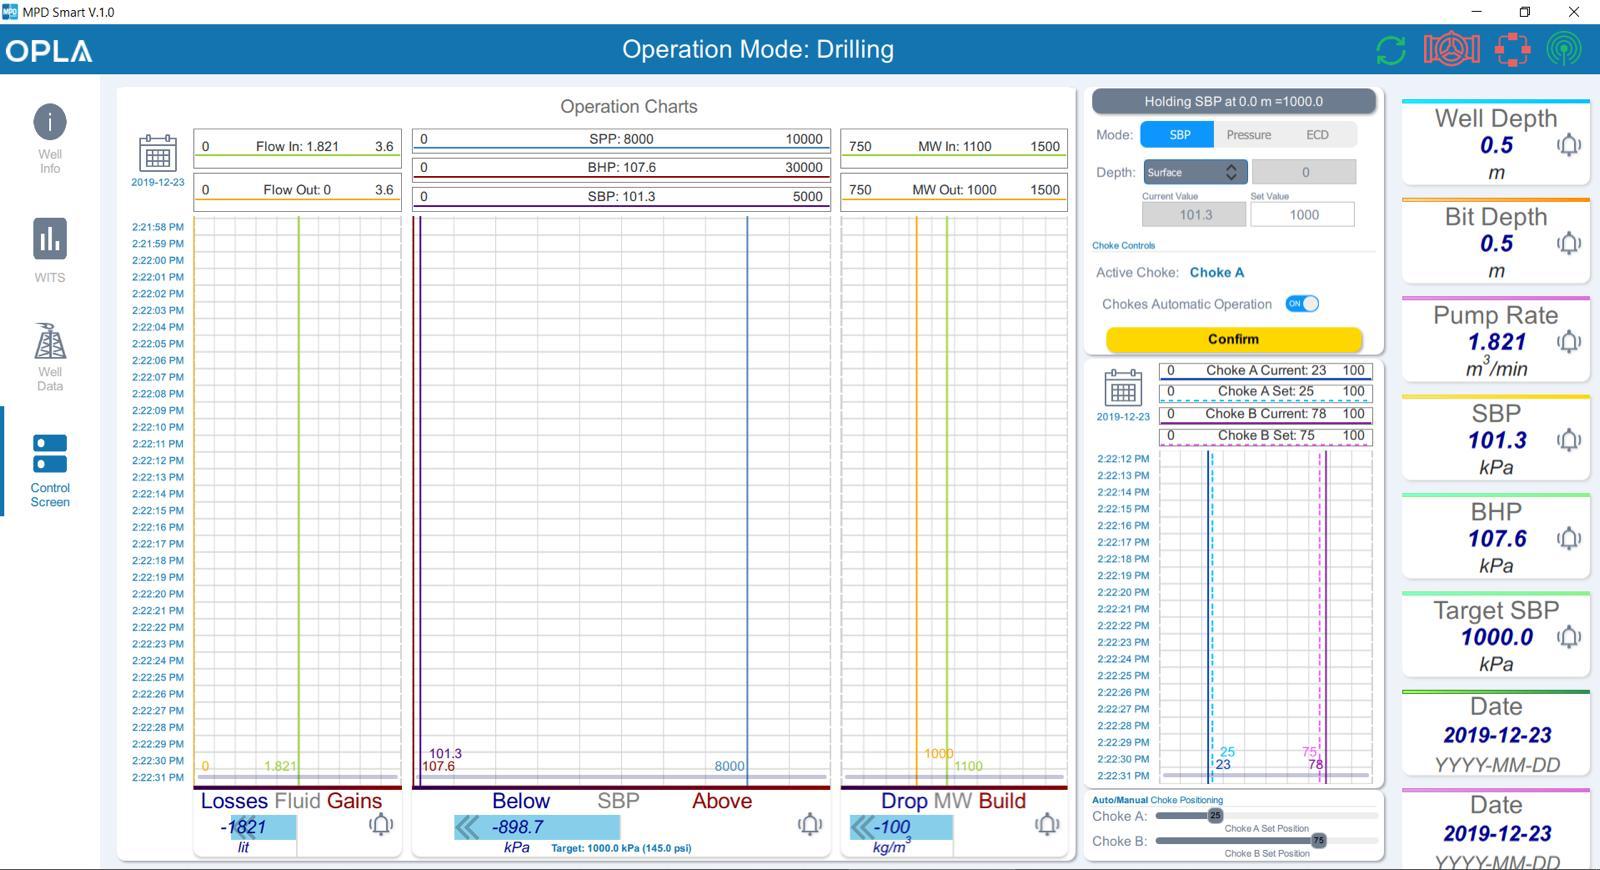 MPD Smart V.1.0
OPLA
Operation Mode: Drilling
Well
Info
WITS
Well
Data
Control
Screen
Operation Charts
2019-12-23
0 Flow In: 1.821 3.6
0 Flow Out: 0 3.6
0 SPP: 8000 10000
0 BHP: 107.6 30000
0 SBP: 101.3 5000
750 MW In: 1100 1500
750 MW Out: 1000 1500
2:21:58 PM
2:21:59 PM
2:22:00 PM
2:22:01 PM
2:22:02 PM
2:22:03 PM
2:22:04 PM
2:22:05 PM
2:22:06 PM
2:22:07 PM
2:22:08 PM
2:22:09 PM
2:22:10 PM
2:22:11 PM
2:22:12 PM
2:22:13 PM
2:22:14 PM
2:22:15 PM
2:22:16 PM
2:22:17 PM
2:22:18 PM
2:22:19 PM
2:22:20 PM
2:22:21 PM
2:22:22 PM
2:22:23 PM
2:22:24 PM
2:22:25 PM
2:22:26 PM
2:22:27 PM
2:22:28 PM
2:22:29 PM
2:22:30 PM
2:22:31 PM
0 1.821
101.3
107.6 8000
1000
1100
Losses Fluid Gains
-1821
lit
Below SBP Above
-898.7
kPa Target: 1000.0 kPa (145.0 psi)
Drop MW Build
-100
kg/m3
Holding SBP at 0.0 m =1000.0
Mode: SBP Pressure ECD
Depth: Surface 0
Current Value Set Value
101.3 1000
Choke Controls
Active Choke: Choke A
Chokes Automatic Operation ON
Confirm
2019-12-23
0 Choke A Current: 23 100
0 Choke A Set: 25 100
0 Choke B Current: 78 100
0 Choke B Set: 75 100
2:22:12 PM
2:22:13 PM
2:22:14 PM
2:22:15 PM
2:22:16 PM
2:22:17 PM
2:22:18 PM
2:22:19 PM
2:22:20 PM
2:22:21 PM
2:22:22 PM
2:22:23 PM
2:22:24 PM
2:22:25 PM
2:22:26 PM
2:22:27 PM
2:22:28 PM
2:22:29 PM
2:22:30 PM
2:22:31 PM
25 75
23 78
Auto/Manual Choke Positioning
Choke A: 25
Choke A Set Position
Choke B: 75
Choke B Set Position
Well Depth
0.5
m
Bit Depth
0.5
m
Pump Rate
1.821
m3/min
SBP
101.3
kPa
BHP
107.6
kPa
Target SBP
1000.0
kPa
Date
2019-12-23
YYYY-MM-DD
Date
2019-12-23
YYYY-MM-DD